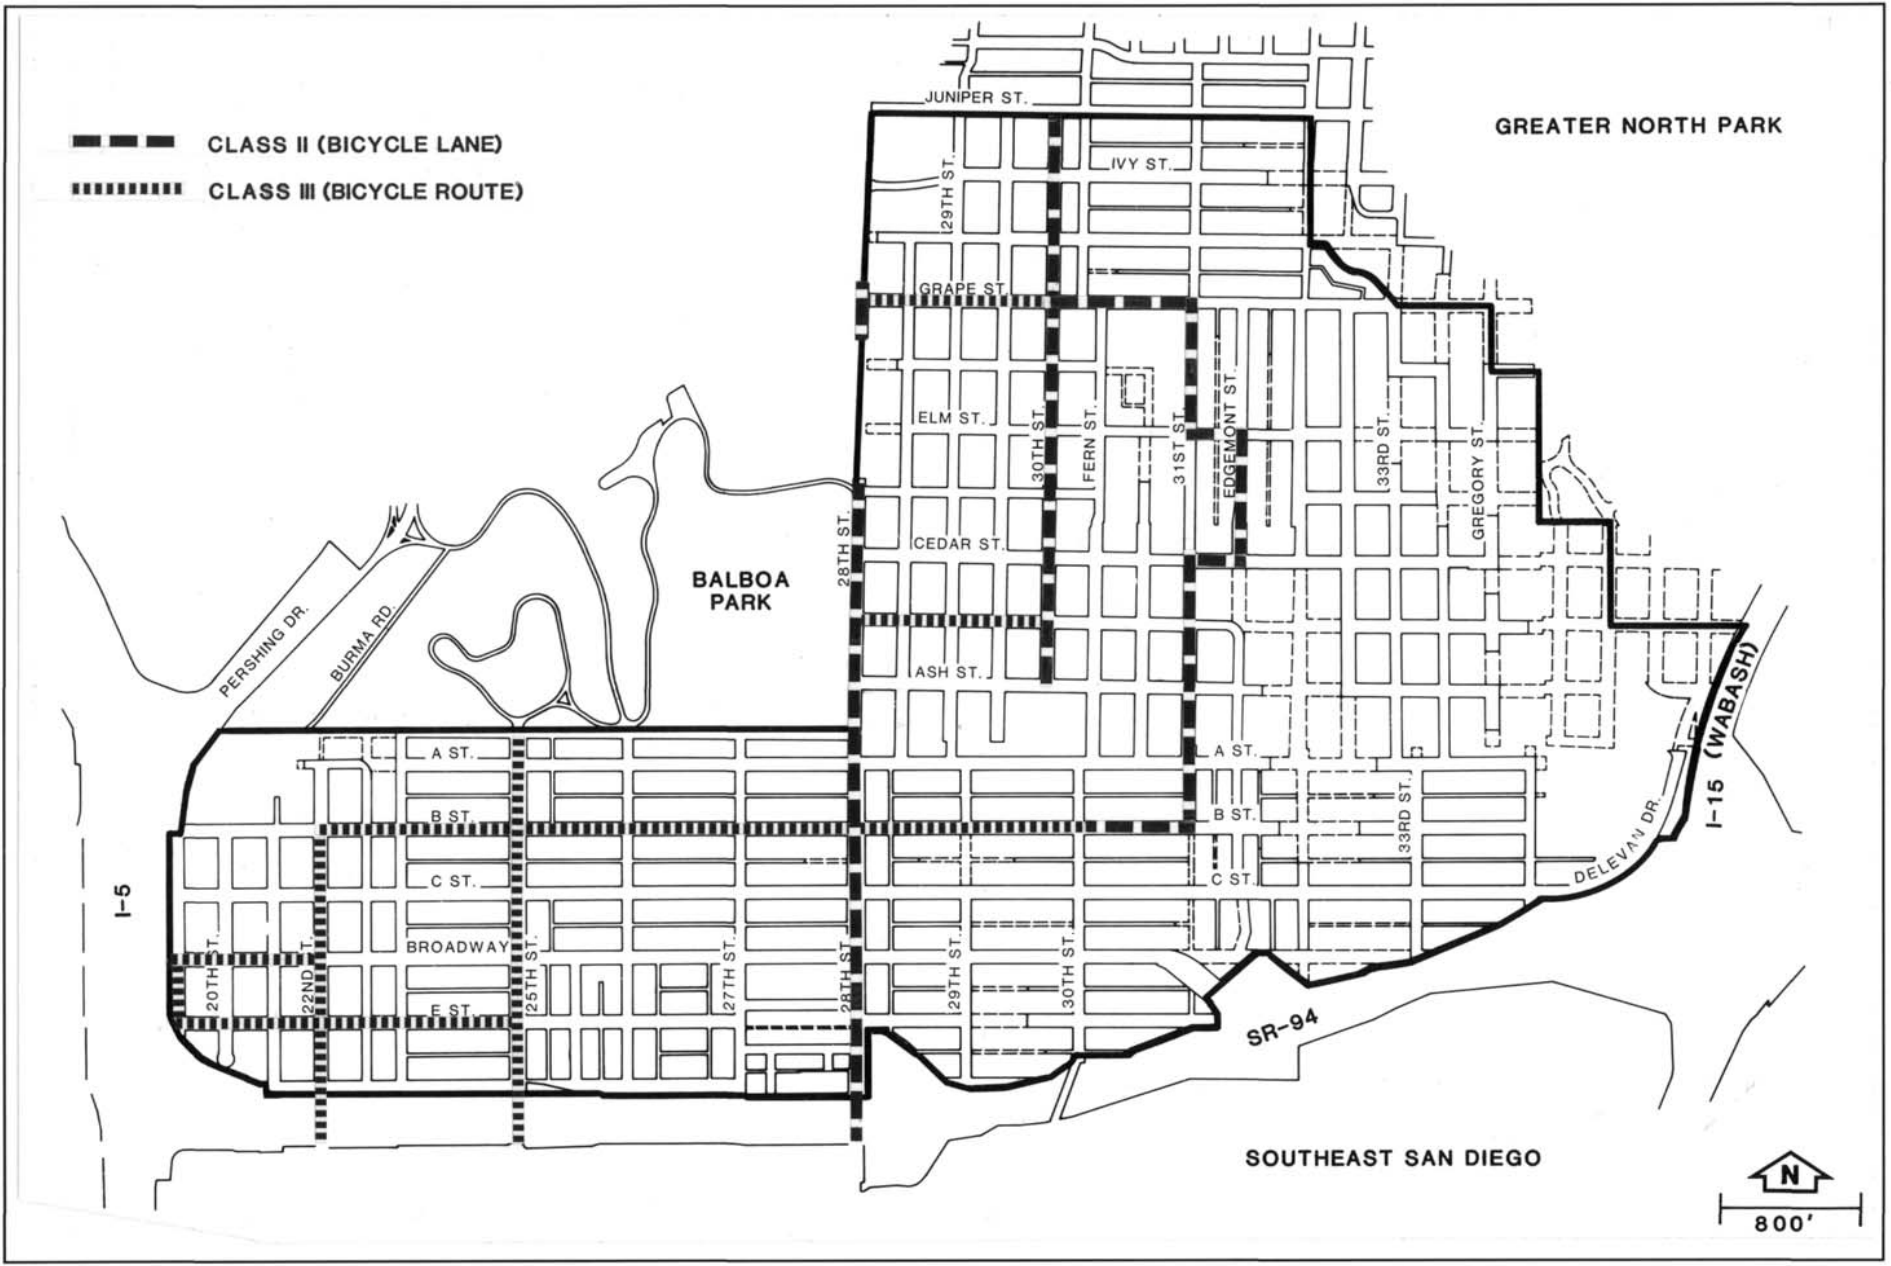 JUNIPER ST.
GREATER NORTH PARK
CLASS II (BICYCLE LANE)
CLASS III (BICYCLE ROUTE)
IVY ST.
29TH ST.
GRAPE ST.
ELM ST.
30TH ST.
FERN ST.
31ST ST.
EDGEMONT ST.
33RD ST.
GREGORY ST.
CEDAR ST.
28TH ST.
BALBOA
PARK
PERSHING DR.
BURMA RD.
ASH ST.
I-15 (WABASH)
A ST.
A ST.
B ST.
B ST.
33RD ST.
DELEVAN DR.
C ST.
C ST.
I-5
BROADWAY
20TH ST.
22ND ST.
25TH ST.
27TH ST.
28TH ST.
29TH ST.
30TH ST.
E ST.
SR-94
SOUTHEAST SAN DIEGO
N
800'